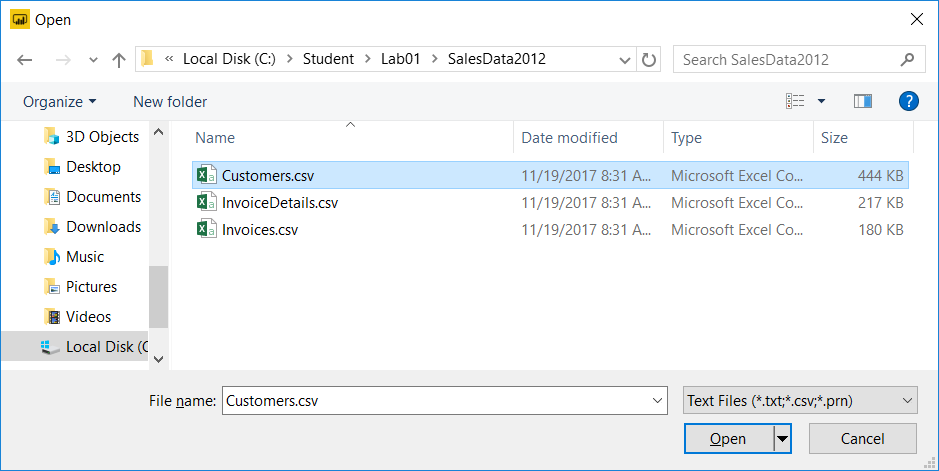 Open
« Local Disk (C:) > Student > Lab01 > SalesData2012
Search SalesData2012
Organize New folder
Name Date modified Type Size
3D Objects
Desktop
Documents
Downloads
Music
Pictures
Videos
Local Disk (C
Customers.csv 11/19/2017 8:31 A... Microsoft Excel Co... 444 KB
InvoiceDetails.csv 11/19/2017 8:31 A... Microsoft Excel Co... 217 KB
Invoices.csv 11/19/2017 8:31 A... Microsoft Excel Co... 180 KB
File name: Customers.csv Text Files (*.txt;*.csv;*.prn)
Open Cancel